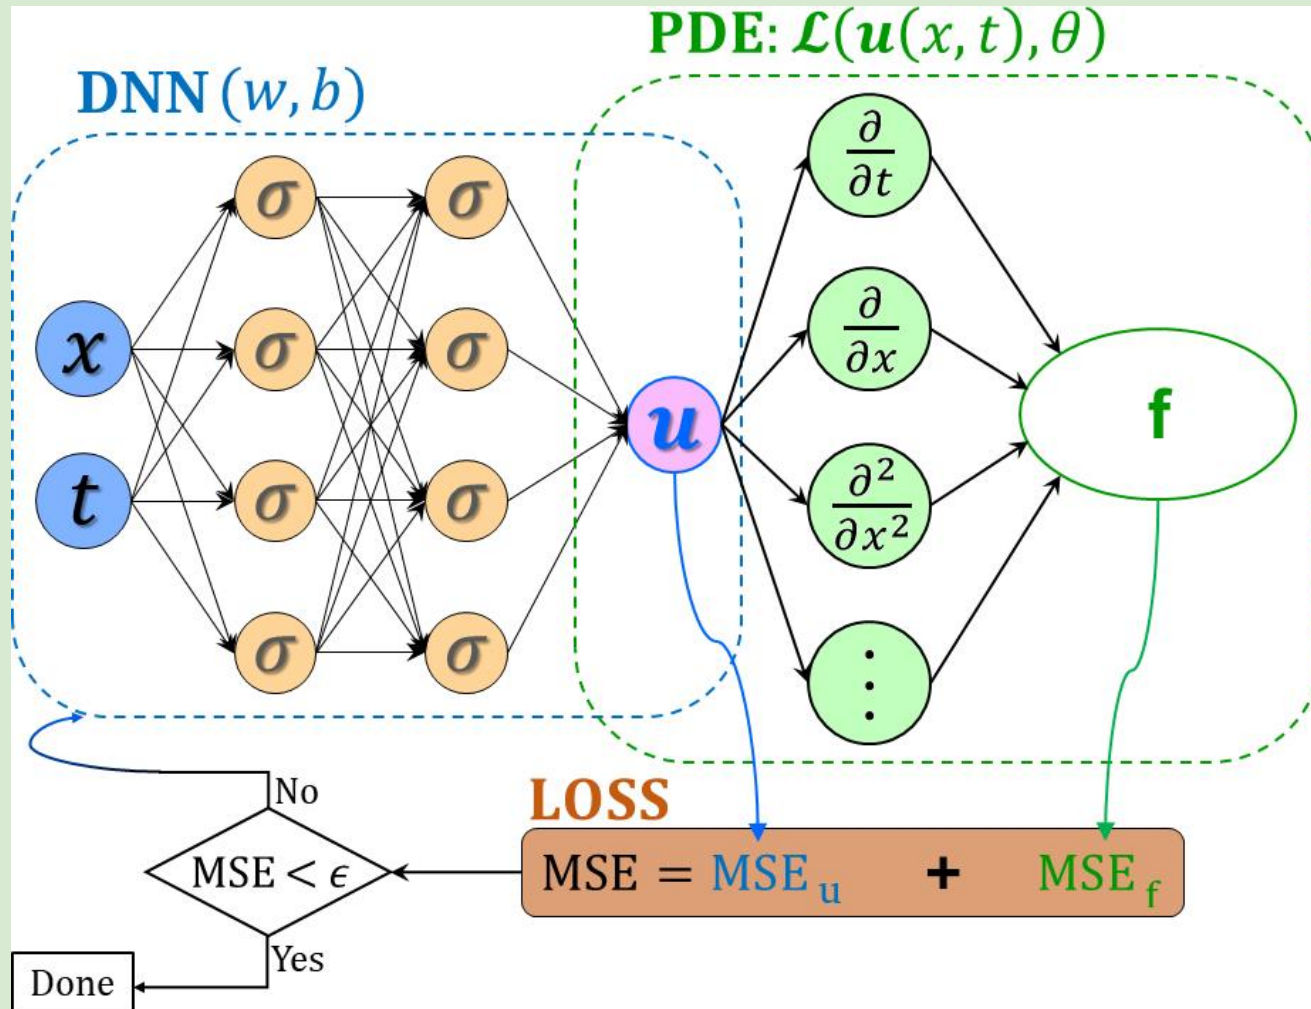 PDE: ℒ(u(x, t), θ)
DNN (w, b)
x
t
σ
σ
σ
σ
σ
σ
σ
σ
u
∂/∂t
∂/∂x
∂²/∂x²
⋮
f
No
MSE < ϵ
Yes
Done
LOSS
MSE = MSE_u + MSE_f